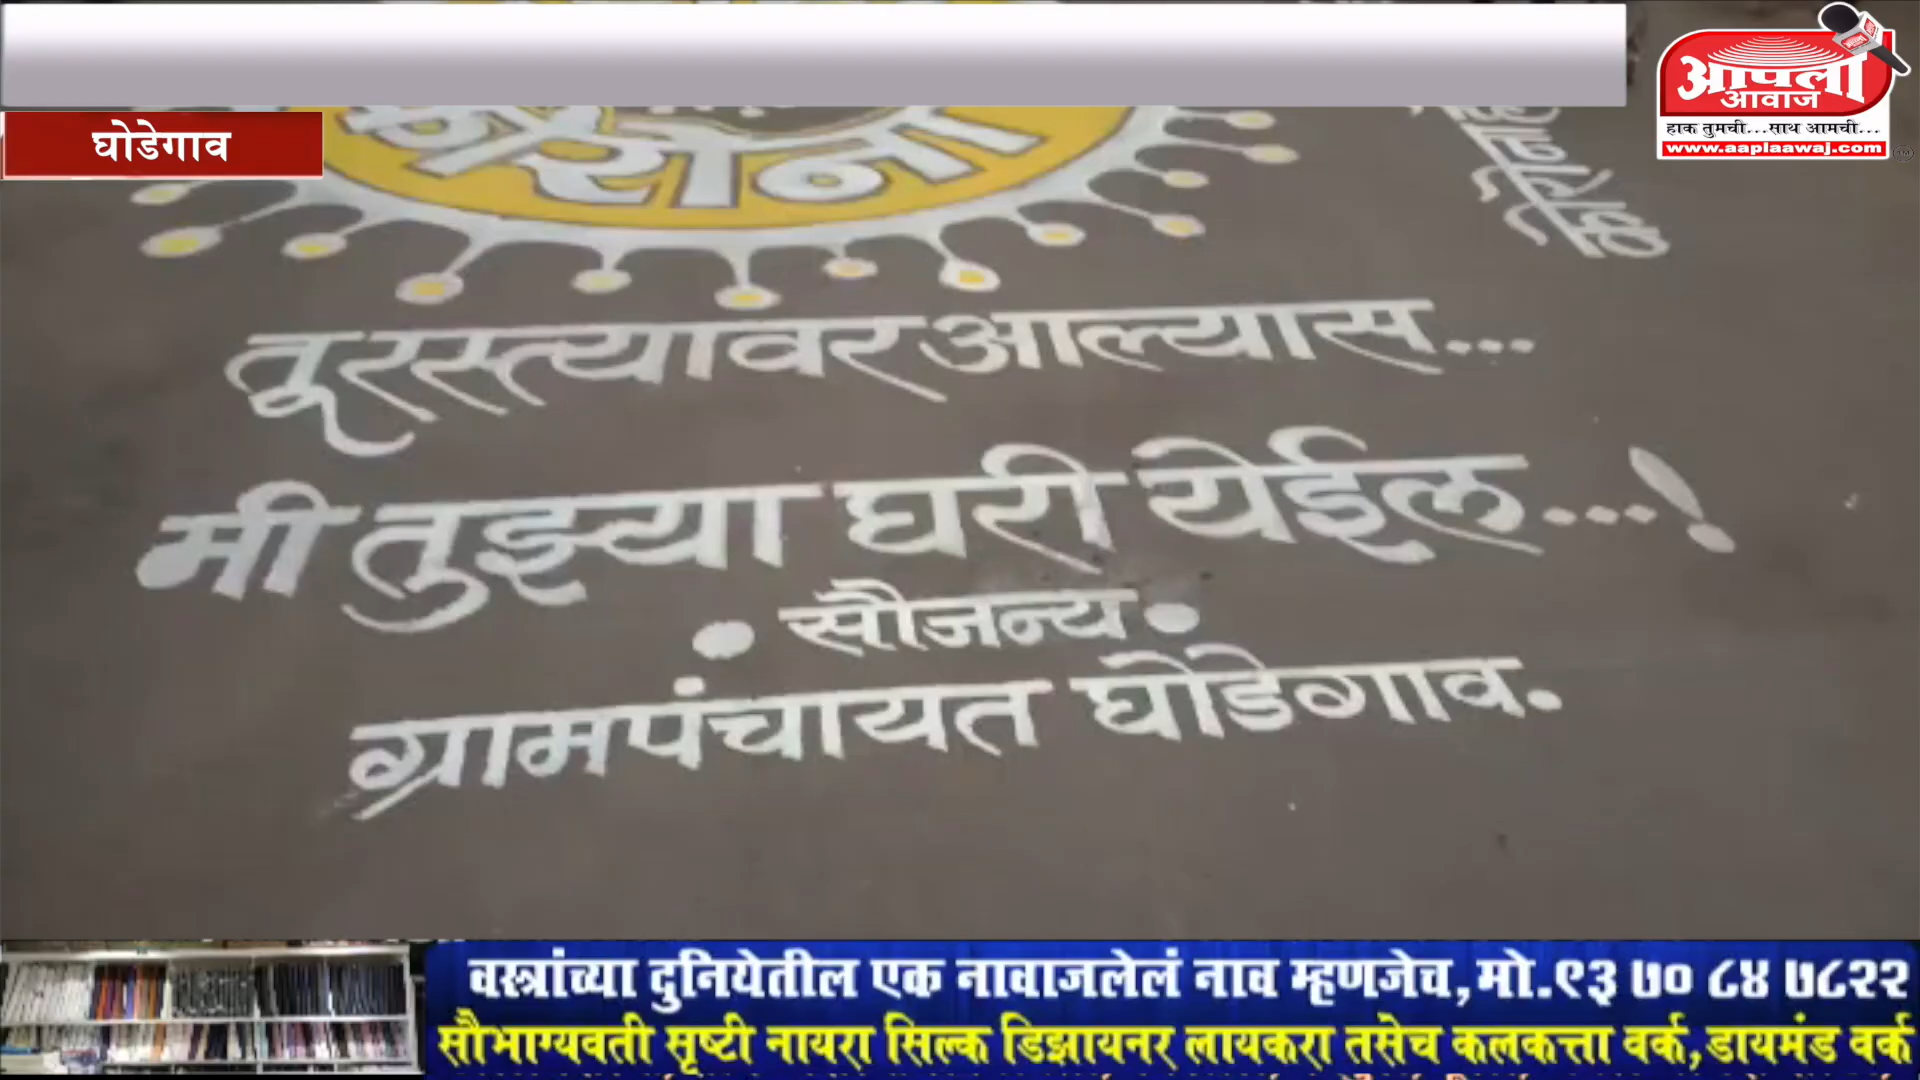 आपला
आवाज
हाक तुमची...साथ आमची...
www.aaplaawaj.com
घोडेगाव
तू रस्त्यावर आल्यास...
मी तुझ्या घरी येईल...!
• सौजन्य •
ग्रामपंचायत घोडेगाव.
वस्त्रांच्या दुनियेतील एक नावाजलेलं नाव म्हणजेच,मो.९३ ७० ८४ ७८२२
सौभाग्यवती सृष्टी नायरा सिल्क डिझायनर लायकरा तसेच कलकत्ता वर्क,डायमंड वर्क